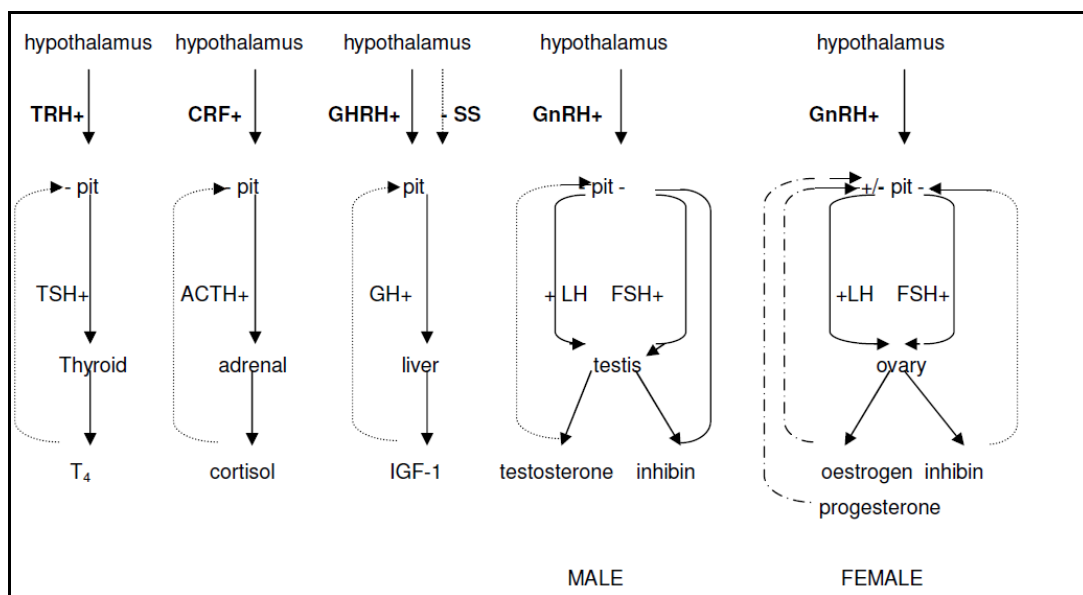 hypothalamus hypothalamus hypothalamus hypothalamus hypothalamus
TRH+ CRF+ GHRH+ - SS GnRH+ GnRH+
- pit - pit pit - pit - +/- pit -
TSH+ ACTH+ GH+ + LH FSH+ +LH FSH+
Thyroid adrenal liver testis ovary
T₄ cortisol IGF-1 testosterone inhibin oestrogen inhibin
progesterone
MALE FEMALE